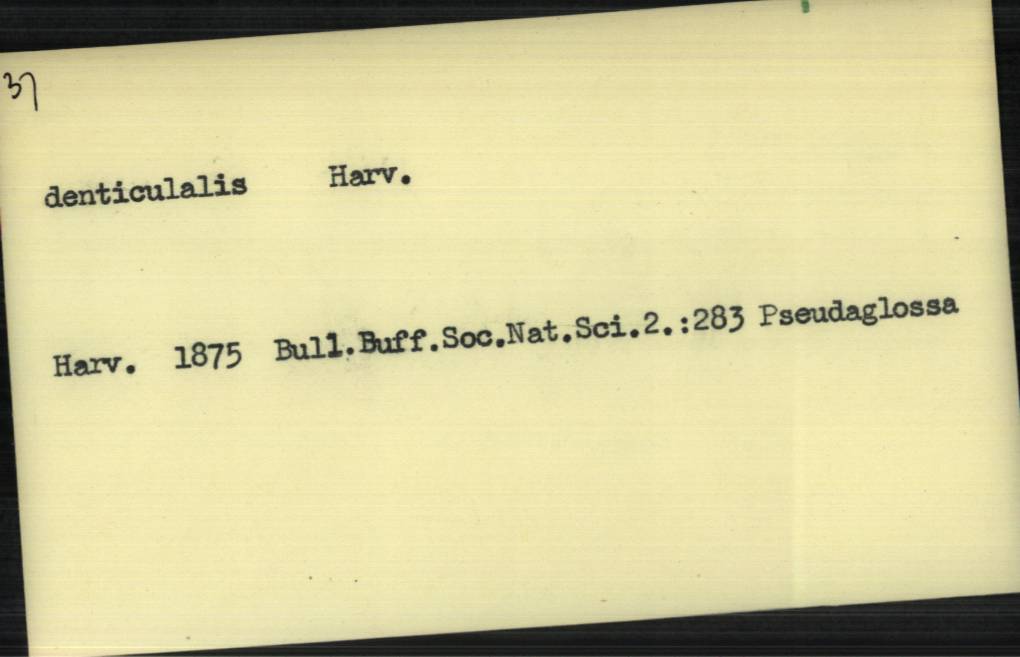 37
denticulalis Harv.
Harv. 1875 Bull.Buff.Soc.Nat.Sci.2.:283 Pseudaglossa